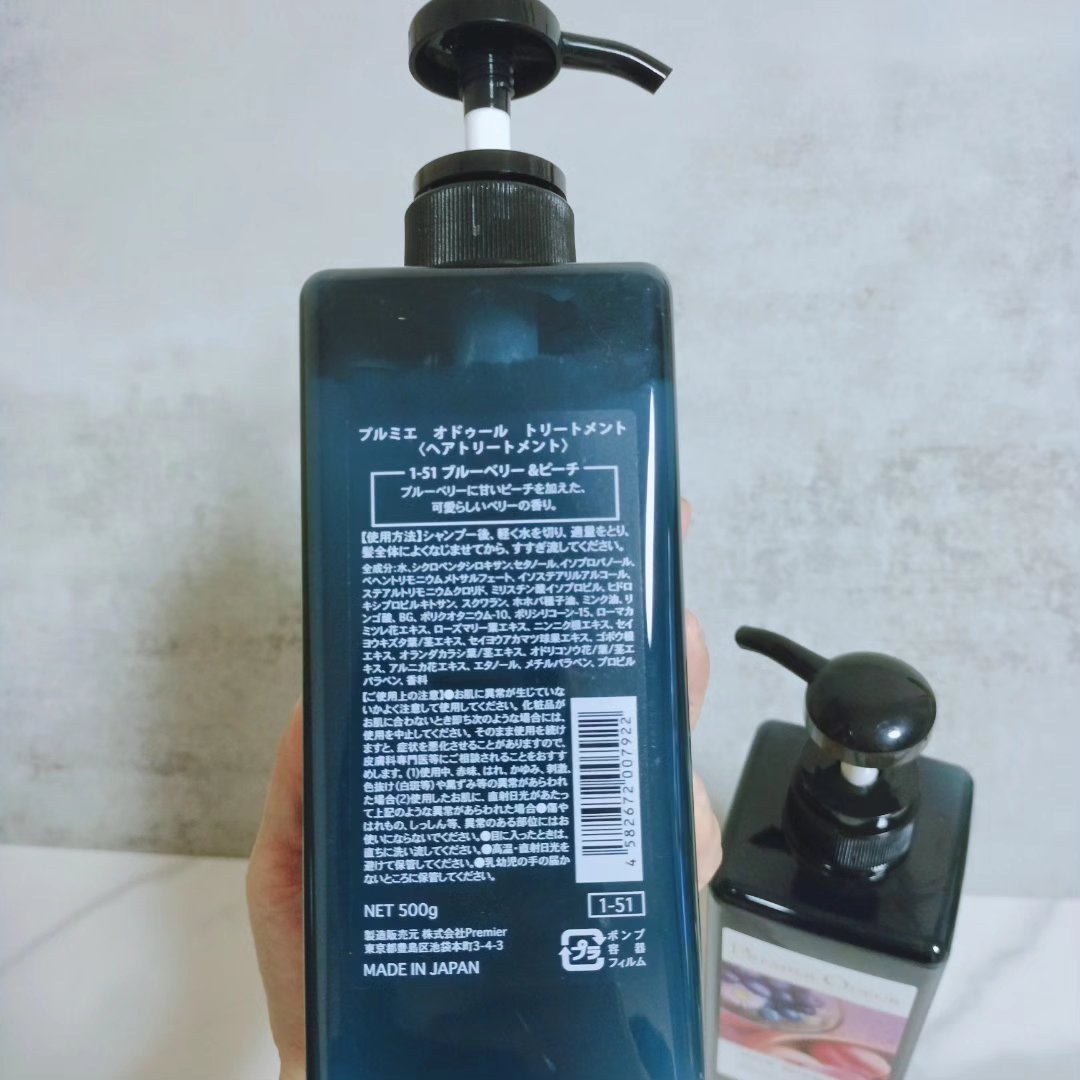 プルミエ オドゥール トリートメント
〈ヘアトリートメント〉
1-51 ブルーベリー &ピーチ
ブルーベリーに甘いピーチを加えた、
可愛らしいベリーの香り。
【使用方法】シャンプー後、軽く水を切り、適量をとり、
髪全体によくなじませてから、すすぎ流してください。
全成分:水、シクロペンタシロキサン、セタノール、イソプロパノール、
ベヘントリモニウムメトサルフェート、イソステアリルアルコール、
ステアルトリモニウムクロリド、ミリスチン酸イソプロピル、ヒドロ
キシプロピルキトサン、スクワラン、ホホバ種子油、ミンク油、リ
ンゴ酸、BG、ポリクオタニウム-10、ポリシリコーン-15、ローマカ
ミツレ花エキス、ローズマリー葉エキス、ニンニク根エキス、セイ
ヨウキズタ葉/茎エキス、セイヨウアカマツ球果エキス、ゴボウ根
エキス、オランダカラシ葉/茎エキス、オドリコソウ花/葉/茎エ
キス、アルニカ花エキス、エタノール、メチルパラベン、プロピル
パラベン、香料
【ご使用上の注意】●お肌に異常が生じていな
いかよく注意して使用してください。化粧品が
お肌に合わないとき即ち次のような場合には、
使用を中止してください。そのまま使用を続け
ますと、症状を悪化させることがありますので、
皮膚科専門医等にご相談されることをおすす
めします。(1)使用中、赤味、はれ、かゆみ、刺激、
色抜け(白斑等)や黒ずみ等の異常があらわれ
た場合(2)使用したお肌に、直射日光があたっ
て上記のような異常があらわれた場合●傷や
はれもの、しっしん等、異常のある部位にはお
使いにならないでください。●目に入ったときは、
直ちに洗い流してください。●高温・直射日光を
避けて保管してください。●乳幼児の手の届か
ないところに保管してください。
4 582672 007922
NET 500g
1-51
製造販売元 株式会社Premier
東京都豊島区池袋本町3-4-3
MADE IN JAPAN
プラ
ポンプ
容器
フィルム